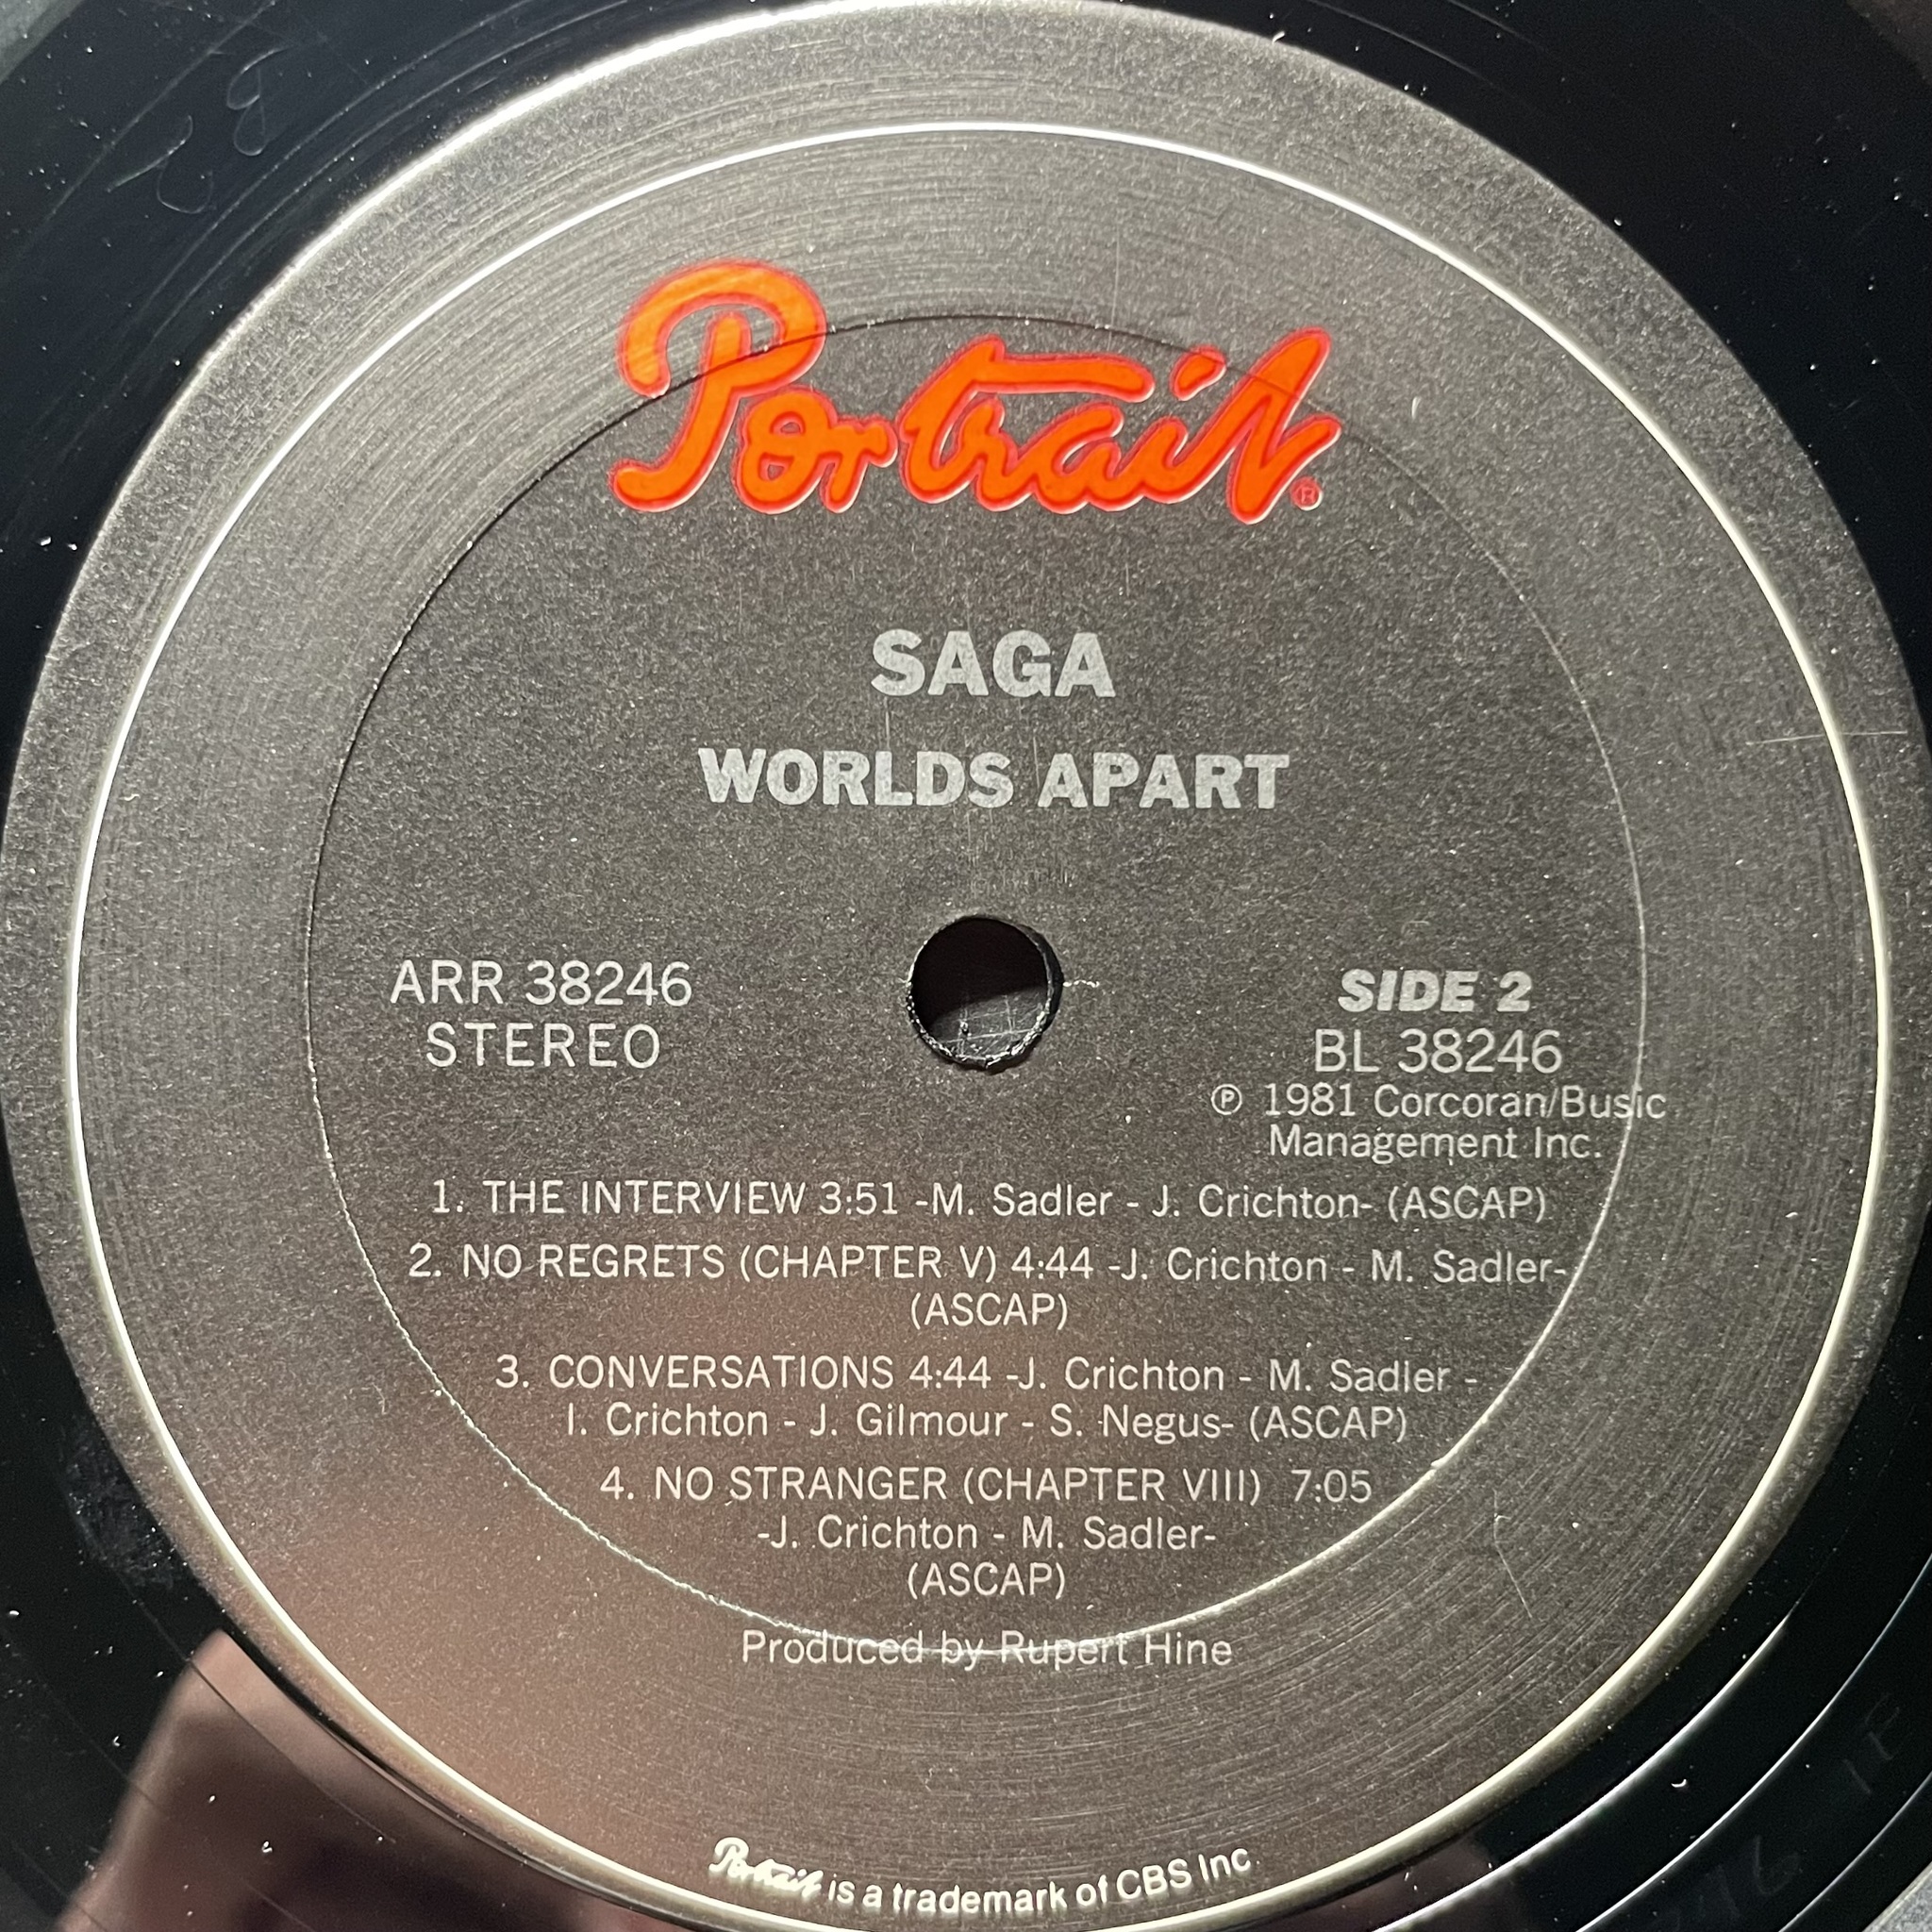 Portrait®
SAGA
WORLDS APART
ARR 38246
STEREO
SIDE 2
BL 38246
℗ 1981 Corcoran/Busic
Management Inc.
1. THE INTERVIEW 3:51 -M. Sadler - J. Crichton- (ASCAP)
2. NO REGRETS (CHAPTER V) 4:44 -J. Crichton - M. Sadler-
(ASCAP)
3. CONVERSATIONS 4:44 -J. Crichton - M. Sadler -
I. Crichton - J. Gilmour - S. Negus- (ASCAP)
4. NO STRANGER (CHAPTER VIII) 7:05
-J. Crichton - M. Sadler-
(ASCAP)
Produced by Rupert Hine
Portrait is a trademark of CBS Inc